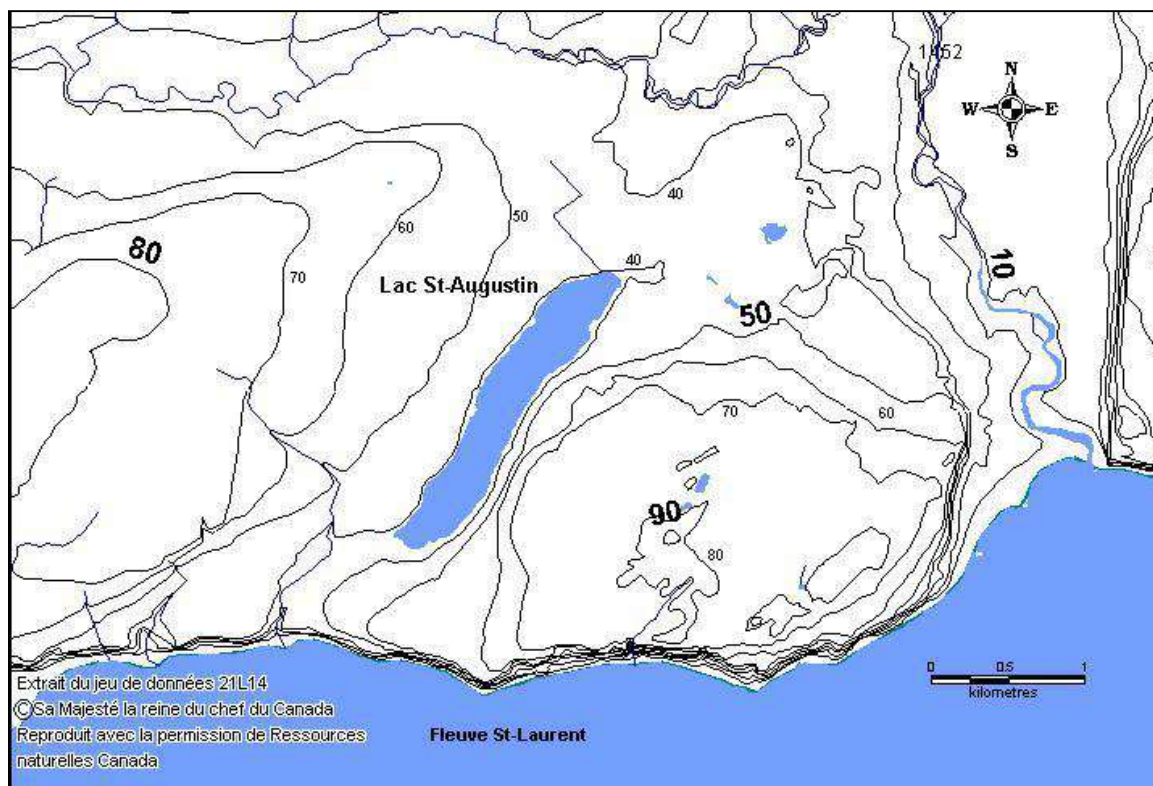 1452
N
W E
S
40
50
60
80
70
40
Lac St-Augustin
10
50
70
60
90
80
0 0.5 1
kilometres
Extrait du jeu de données 21L14
©Sa Majesté la reine du chef du Canada
Reproduit avec la permission de Ressources
naturelles Canada
Fleuve St-Laurent